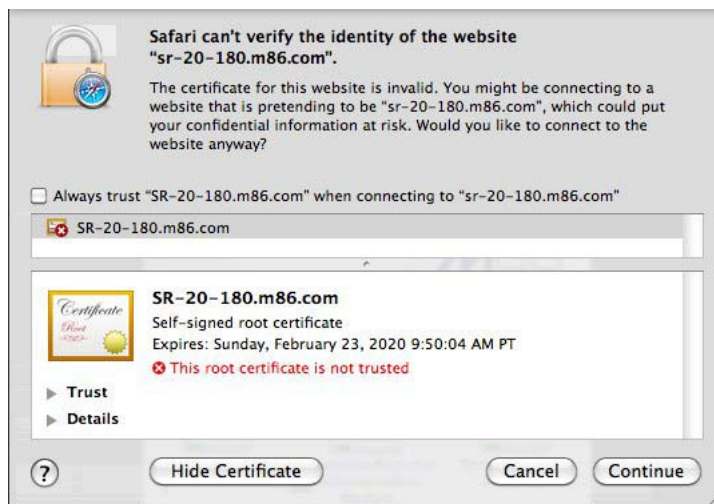 Safari can't verify the identity of the website
"sr-20-180.m86.com".
The certificate for this website is invalid. You might be connecting to a
website that is pretending to be "sr-20-180.m86.com", which could put
your confidential information at risk. Would you like to connect to the
website anyway?
Always trust "SR-20-180.m86.com" when connecting to "sr-20-180.m86.com"
SR-20-180.m86.com
Certificate
Root
SR-20-180.m86.com
Self-signed root certificate
Expires: Sunday, February 23, 2020 9:50:04 AM PT
This root certificate is not trusted
Trust
Details
?
Hide Certificate
Cancel
Continue